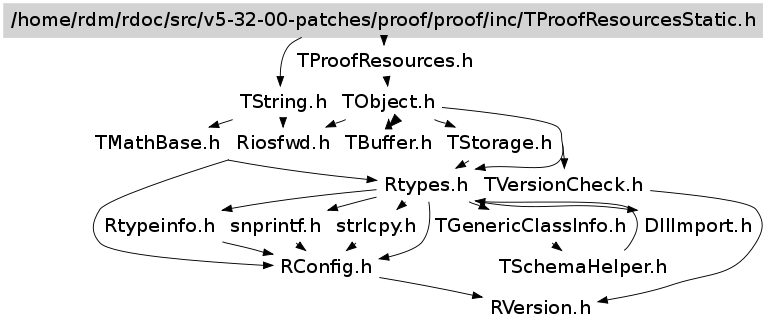 /home/rdm/rdoc/src/v5-32-00-patches/proof/proof/inc/TProofResourcesStatic.h
TProofResources.h
TString.h TObject.h
TMathBase.h Riosfwd.h TBuffer.h TStorage.h
Rtypes.h TVersionCheck.h
Rtypeinfo.h snprintf.h strlcpy.h TGenericClassInfo.h DllImport.h
RConfig.h TSchemaHelper.h
RVersion.h